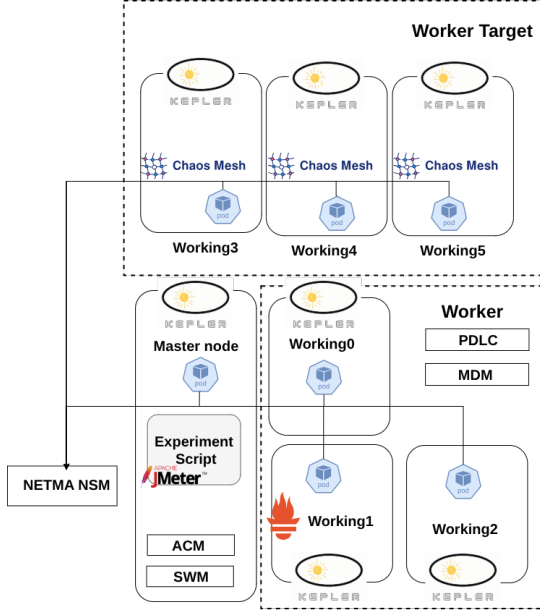 Worker Target
KEPLER
KEPLER
KEPLER
Chaos Mesh
Chaos Mesh
Chaos Mesh
pod
pod
pod
Working3
Working4
Working5
KEPLER
KEPLER
Worker
Master node
Working0
PDLC
MDM
pod
pod
Experiment
Script
APACHE
JMeter™
NETMA NSM
pod
pod
Working1
Working2
ACM
SWM
KEPLER
KEPLER